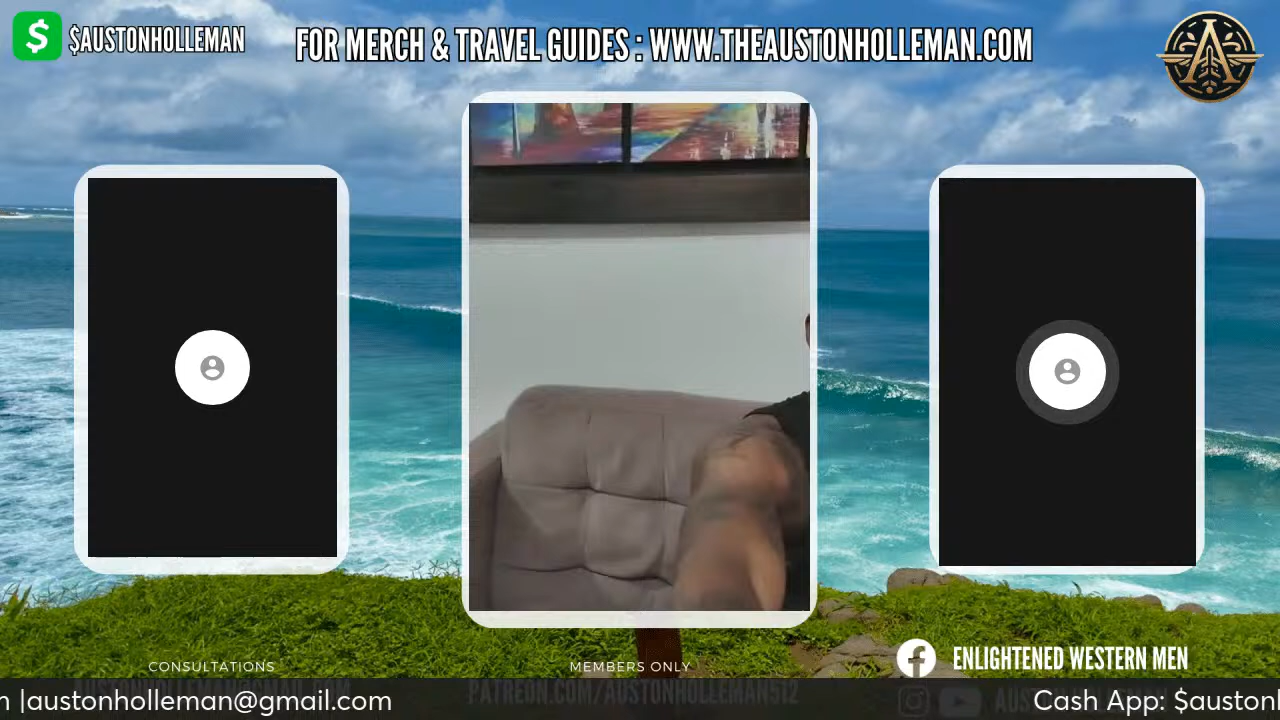 $AUSTONHOLLEMAN
FOR MERCH & TRAVEL GUIDES : WWW.THEAUSTONHOLLEMAN.COM
A
CONSULTATIONS
MEMBERS ONLY
ENLIGHTENED WESTERN MEN
PATREON.COM/AUSTONHOLLEMAN512
n |austonholleman@gmail.com
Cash App: $auston